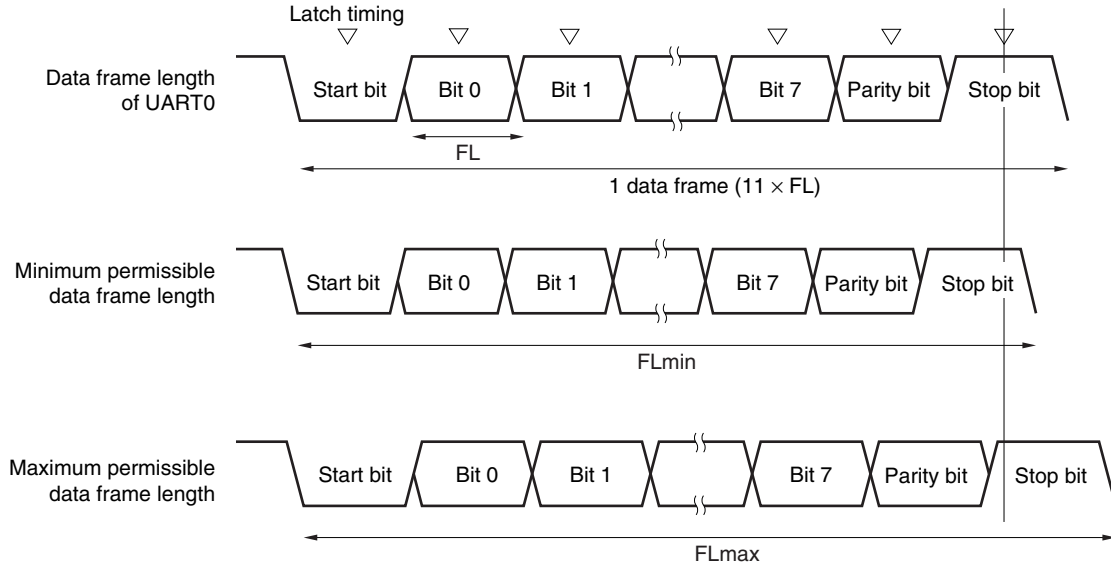 Latch timing
Data frame length
of UART0
Start bit
Bit 0
Bit 1
Bit 7
Parity bit
Stop bit
FL
1 data frame (11 × FL)
Minimum permissible
data frame length
Start bit
Bit 0
Bit 1
Bit 7
Parity bit
Stop bit
FLmin
Maximum permissible
data frame length
Start bit
Bit 0
Bit 1
Bit 7
Parity bit
Stop bit
FLmax